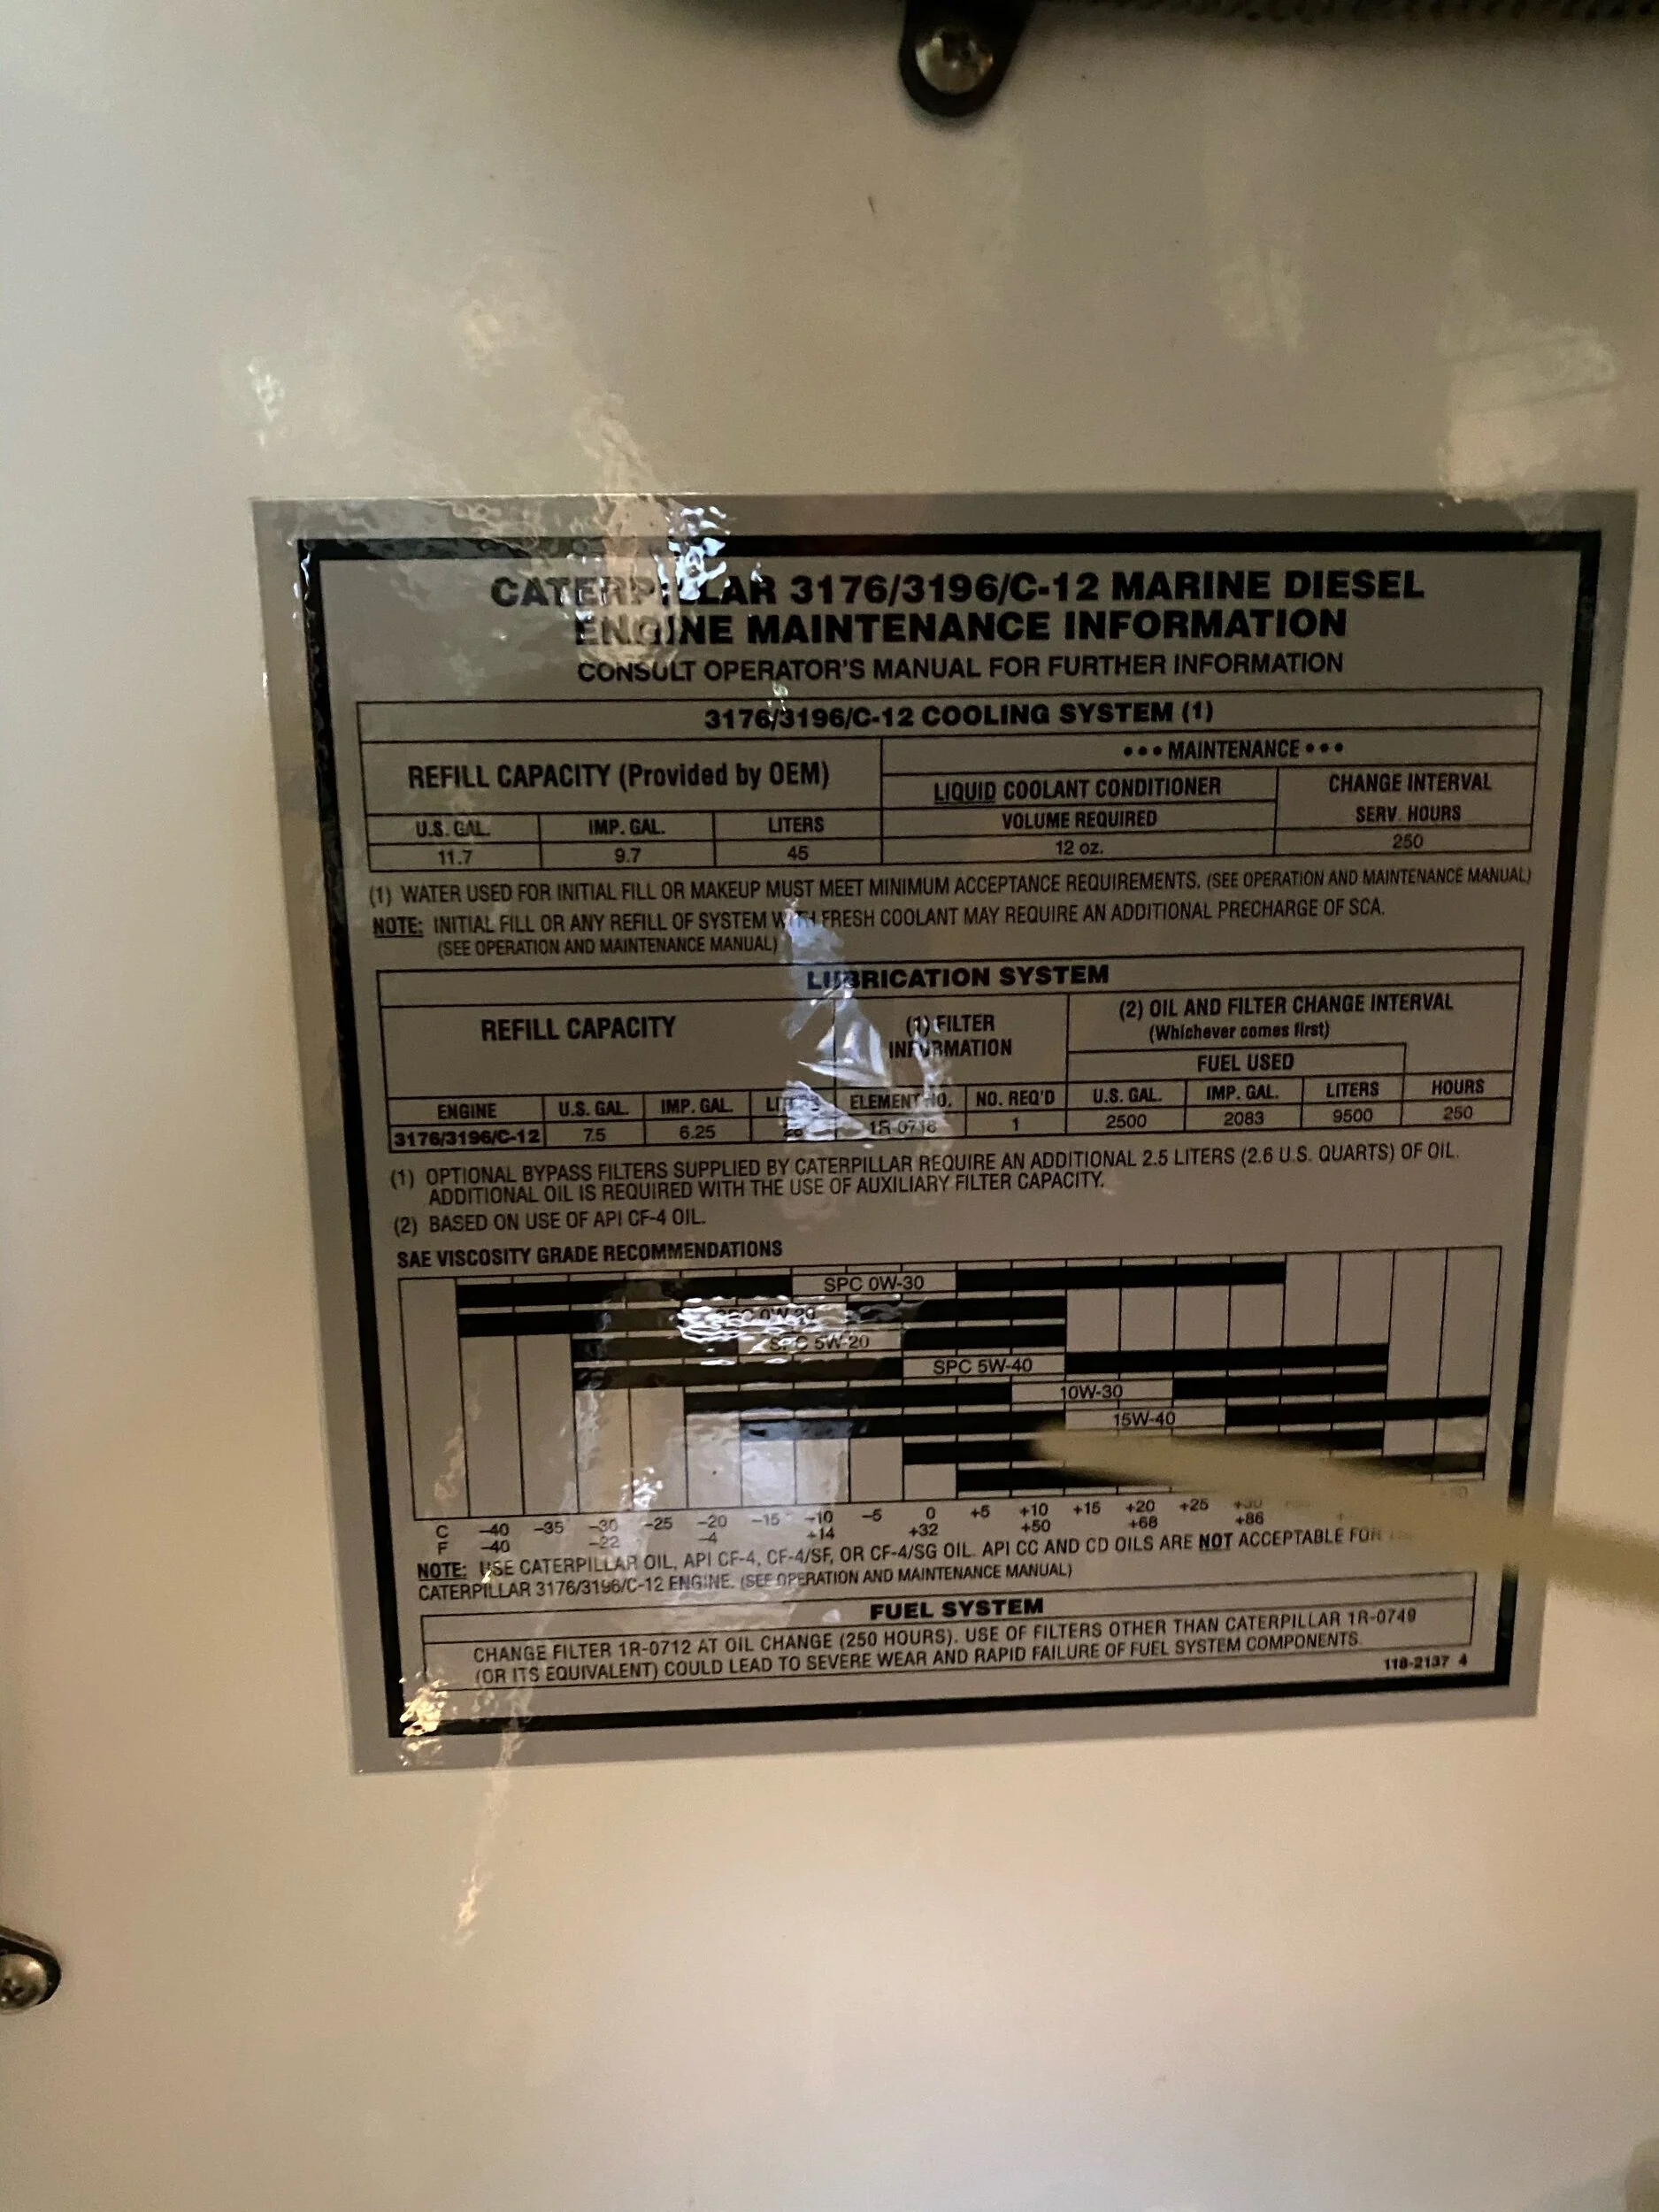 CATERPILLAR 3176/3196/C-12 MARINE DIESEL
ENGINE MAINTENANCE INFORMATION
CONSULT OPERATOR'S MANUAL FOR FURTHER INFORMATION
3176/3196/C-12 COOLING SYSTEM (1)
REFILL CAPACITY (Provided by OEM)
••• MAINTENANCE •••
LIQUID COOLANT CONDITIONER
CHANGE INTERVAL
U.S. GAL. IMP. GAL. LITERS VOLUME REQUIRED SERV. HOURS
11.7 9.7 45 12 oz. 250
(1) WATER USED FOR INITIAL FILL OR MAKEUP MUST MEET MINIMUM ACCEPTANCE REQUIREMENTS. (SEE OPERATION AND MAINTENANCE MANUAL)
NOTE: INITIAL FILL OR ANY REFILL OF SYSTEM WITH FRESH COOLANT MAY REQUIRE AN ADDITIONAL PRECHARGE OF SCA.
(SEE OPERATION AND MAINTENANCE MANUAL)
LUBRICATION SYSTEM
REFILL CAPACITY
(1) FILTER
INFORMATION
(2) OIL AND FILTER CHANGE INTERVAL
(Whichever comes first)
FUEL USED
ENGINE U.S. GAL. IMP. GAL. LITERS ELEMENT NO. NO. REQ'D U.S. GAL. IMP. GAL. LITERS HOURS
3176/3196/C-12 7.5 6.25 1 2500 2083 9500 250
(1) OPTIONAL BYPASS FILTERS SUPPLIED BY CATERPILLAR REQUIRE AN ADDITIONAL 2.5 LITERS (2.6 U.S. QUARTS) OF OIL.
ADDITIONAL OIL IS REQUIRED WITH THE USE OF AUXILIARY FILTER CAPACITY.
(2) BASED ON USE OF API CF-4 OIL.
SAE VISCOSITY GRADE RECOMMENDATIONS
SPC 0W-30
SPC 0W-20
SPC 5W-20
SPC 5W-40
10W-30
15W-40
C –40 –35 –30 –25 –20 –15 –10 –5 0 +5 +10 +15 +20 +25 +30
F –40 –22 –4 +14 +32 +50 +68 +86
NOTE: USE CATERPILLAR OIL, API CF-4, CF-4/SF, OR CF-4/SG OIL. API CC AND CD OILS ARE NOT ACCEPTABLE FOR
CATERPILLAR 3176/3196/C-12 ENGINE. (SEE OPERATION AND MAINTENANCE MANUAL)
FUEL SYSTEM
CHANGE FILTER 1R-0712 AT OIL CHANGE (250 HOURS). USE OF FILTERS OTHER THAN CATERPILLAR 1R-0749
(OR ITS EQUIVALENT) COULD LEAD TO SEVERE WEAR AND RAPID FAILURE OF FUEL SYSTEM COMPONENTS.
118-2137 4